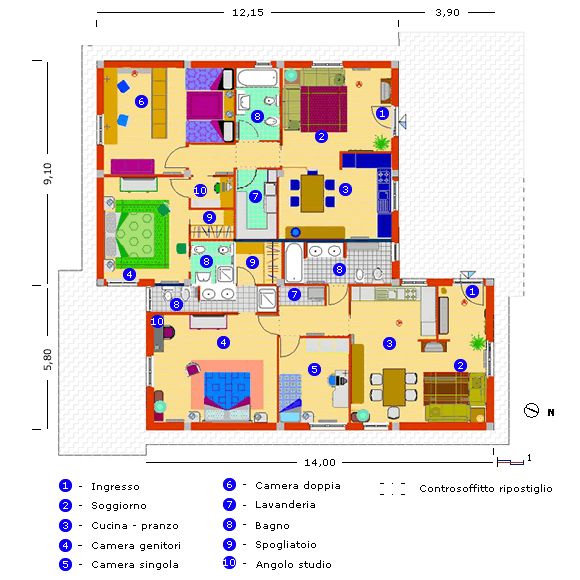 12,15 3,90
6
8
1
2
9,10
10
7
3
9
4
8
9
8
8
7
1
10
4
3
5,80
5
2
N
14,00
1
1 - Ingresso
2 - Soggiorno
3 - Cucina - pranzo
4 - Camera genitori
5 - Camera singola
6 - Camera doppia
7 - Lavanderia
8 - Bagno
9 - Spogliatoio
10 - Angolo studio
Controsoffitto ripostiglio